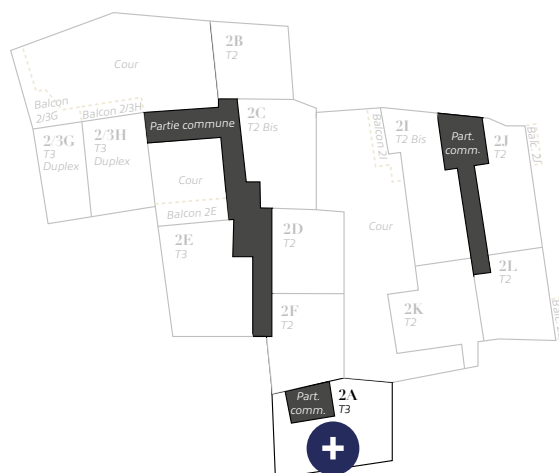 2B
T2
Cour
Balcon
2/3G
Balcon 2/3H
2/3G
T3
Duplex
2/3H
T3
Duplex
Partie commune
2C
T2 Bis
Cour
Balcon 2E
2E
T3
2D
T2
2F
T2
Cour
Balcon 2I
2I
T2 Bis
Part.
comm.
2J
T2
Balc. 2J
2K
T2
2L
T2
Part.
comm.
2A
T3